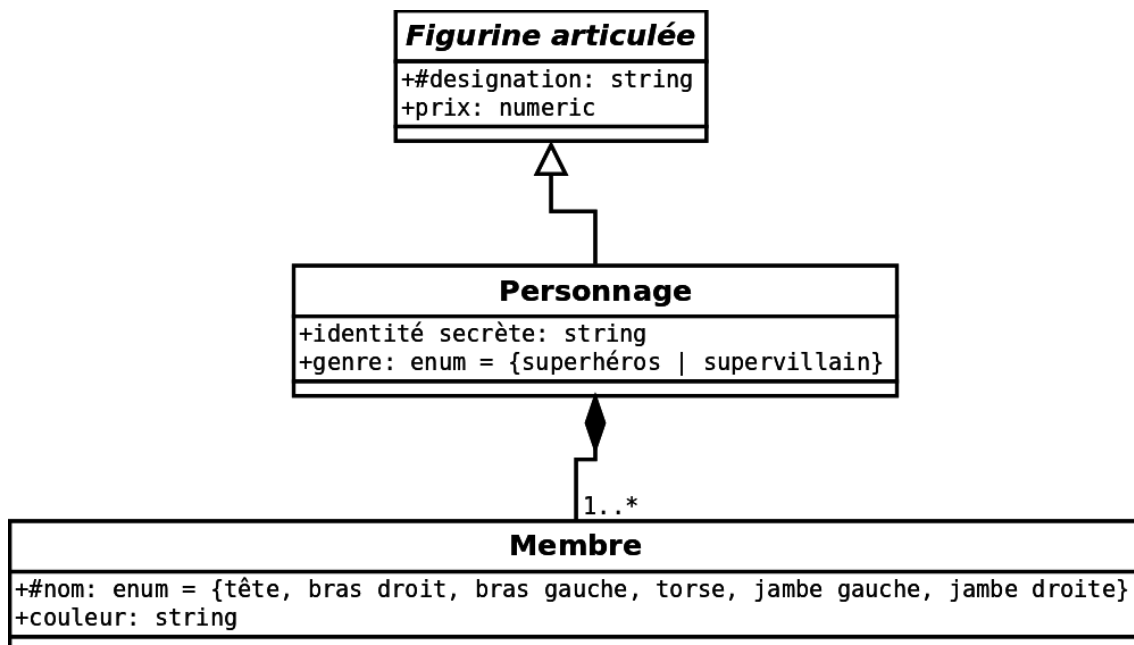 Figurine articulée
+#designation: string
+prix: numeric
Personnage
+identité secrète: string
+genre: enum = {superhéros | supervillain}
1..*
Membre
+#nom: enum = {tête, bras droit, bras gauche, torse, jambe gauche, jambe droite}
+couleur: string